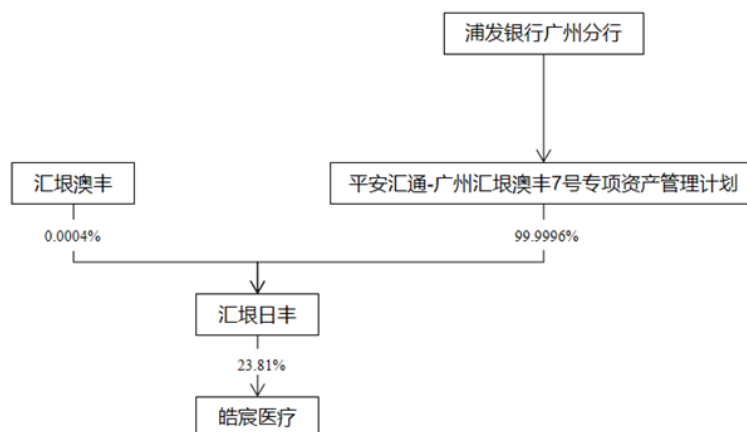 浦发银行广州分行
汇垠澳丰
平安汇通-广州汇垠澳丰7号专项资产管理计划
0.0004%
99.9996%
汇垠日丰
23.81%
皓宸医疗